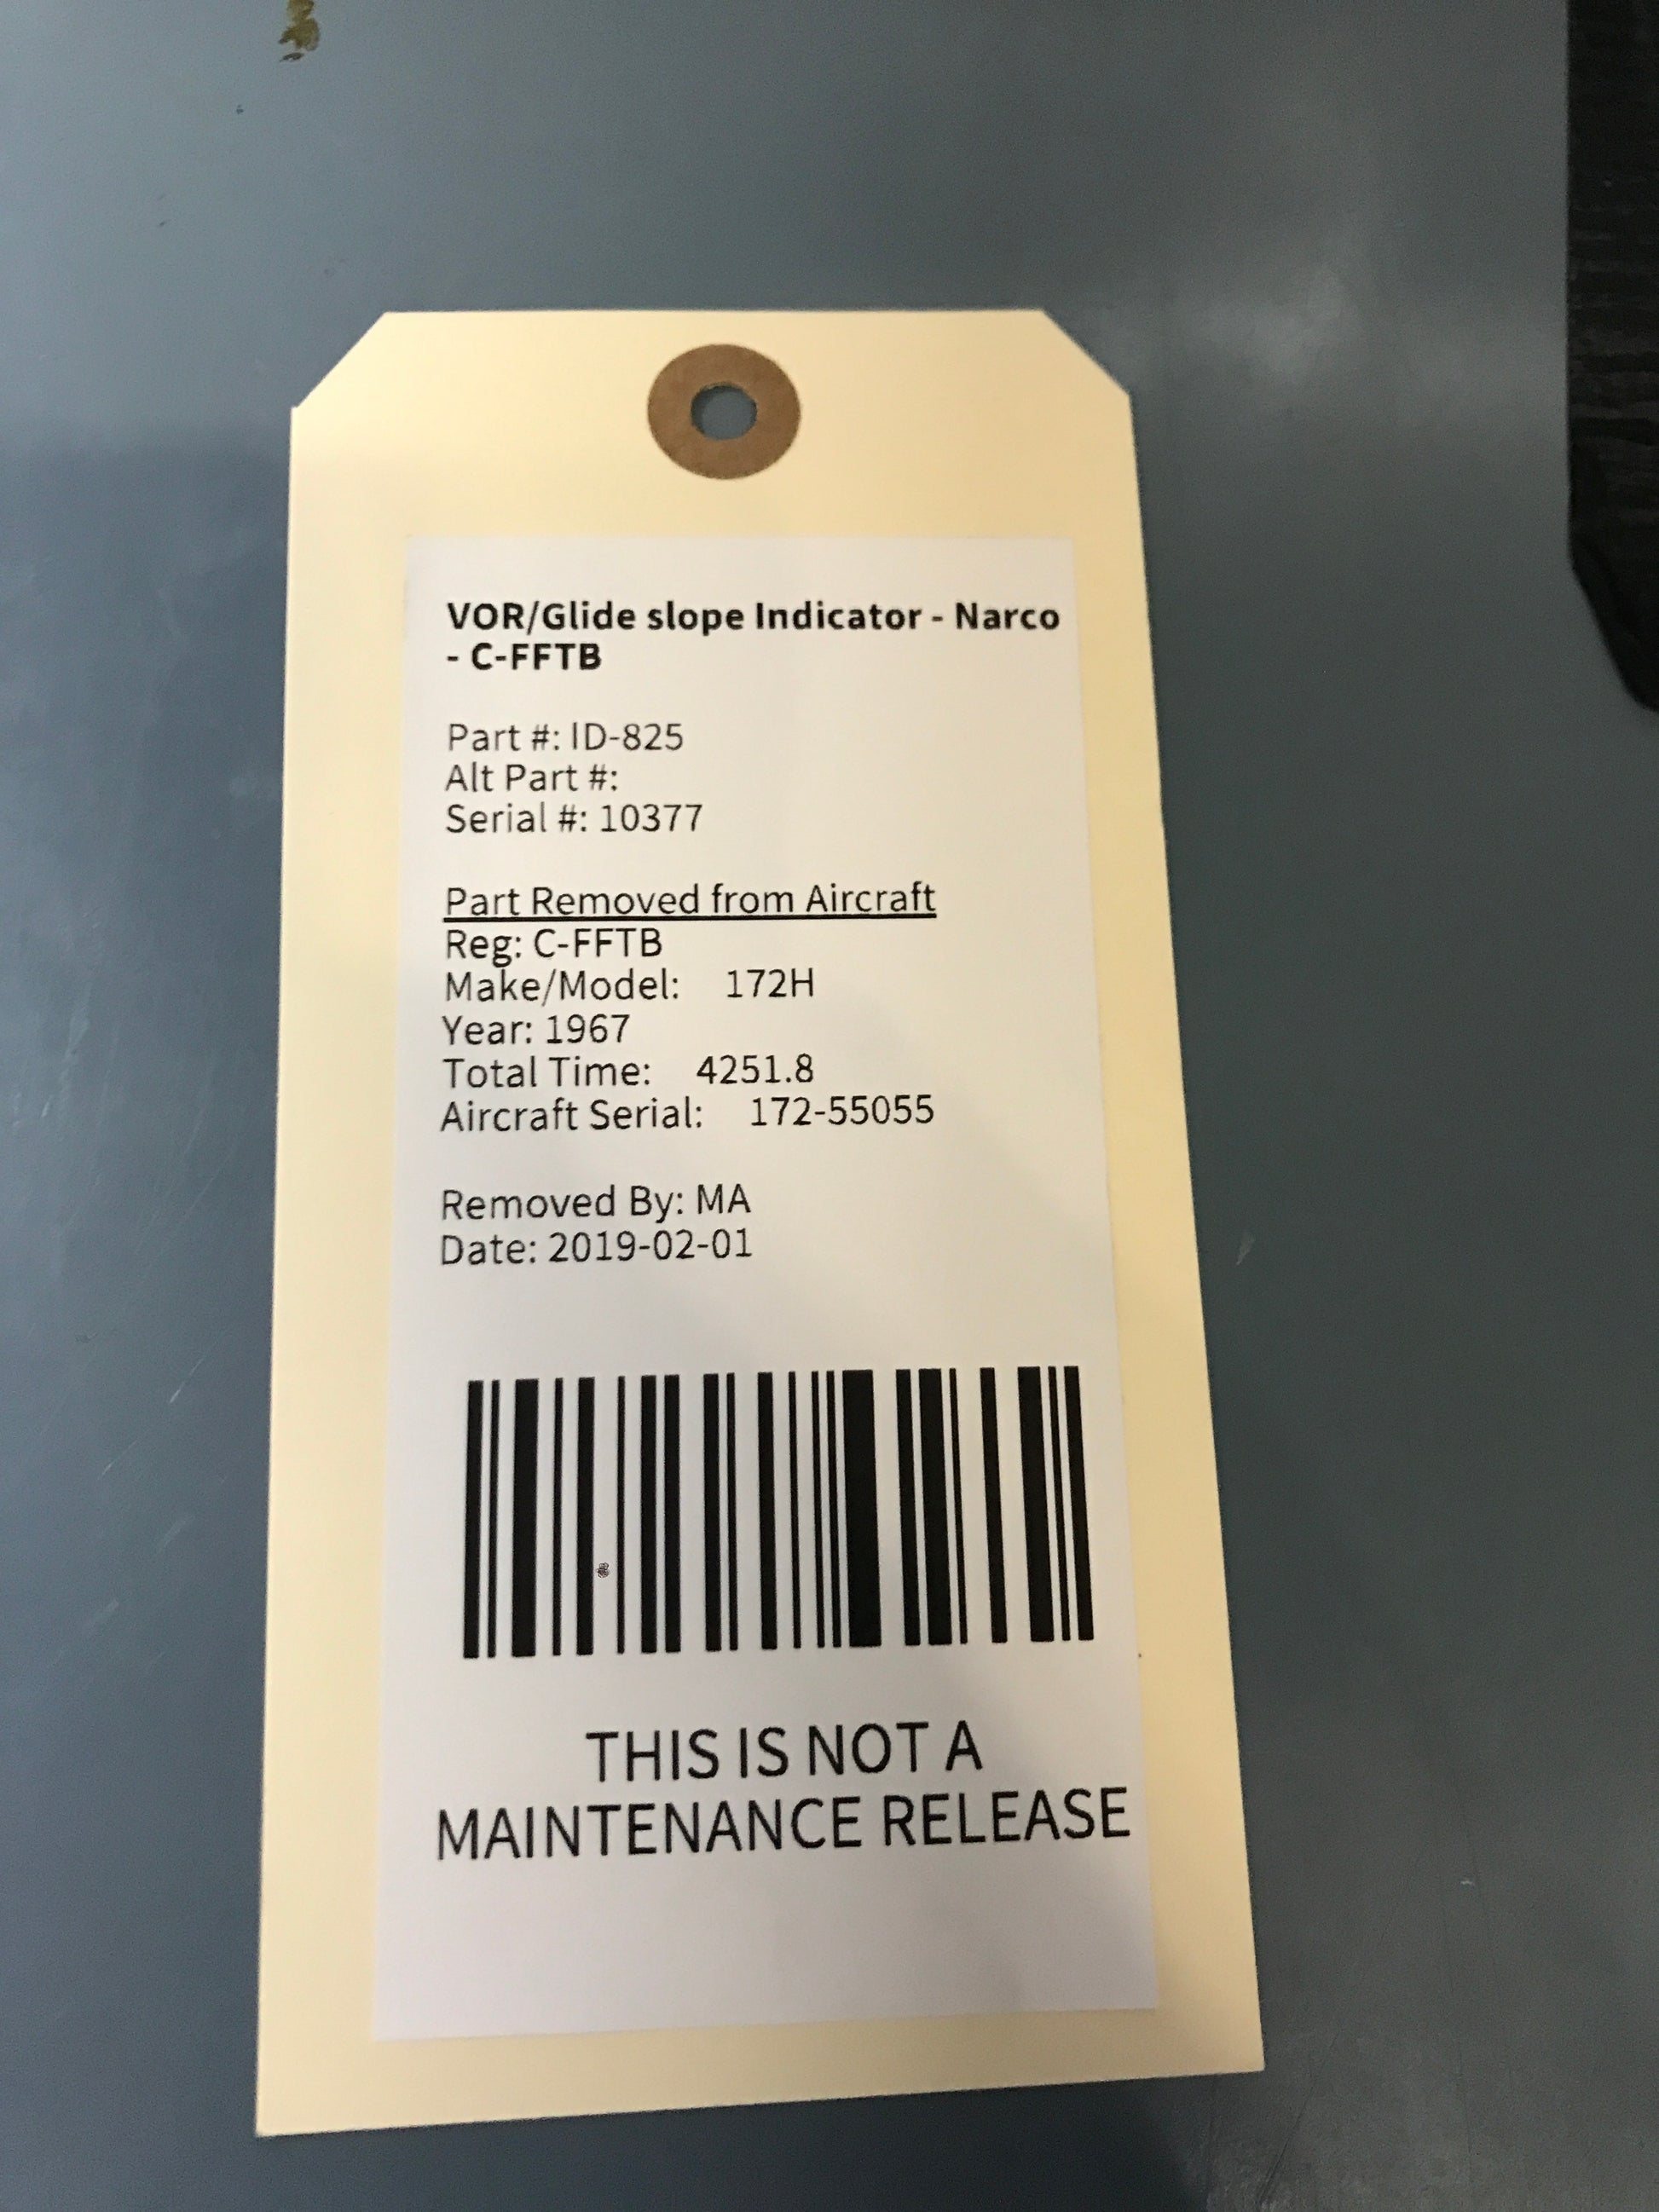 VOR/Glide slope Indicator - Narco
- C-FFTB
Part #: ID-825
Alt Part #:
Serial #: 10377
Part Removed from Aircraft
Reg: C-FFTB
Make/Model: 172H
Year: 1967
Total Time: 4251.8
Aircraft Serial: 172-55055
Removed By: MA
Date: 2019-02-01
THIS IS NOT A
MAINTENANCE RELEASE